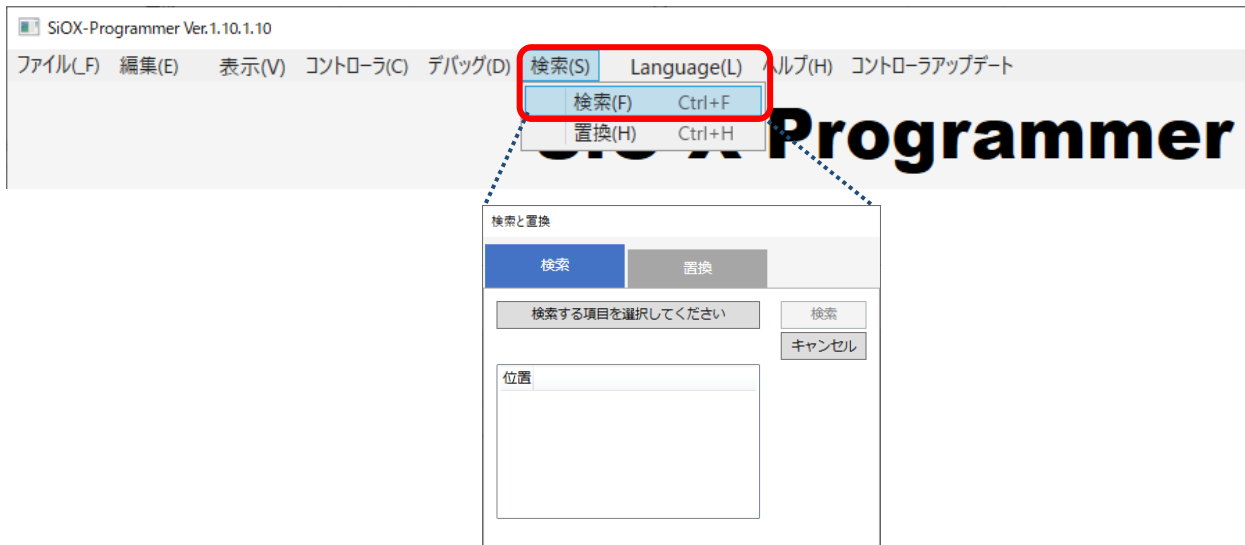 SiOX-Programmer Ver.1.10.1.10
ファイル(_F) 編集(E) 表示(V) コントローラ(C) デバッグ(D) 検索(S) Language(L) ヘルプ(H) コントローラアップデート
検索(F) Ctrl+F
置換(H) Ctrl+H
SiO-X Programmer
検索と置換
検索 置換
検索する項目を選択してください 検索
キャンセル
位置